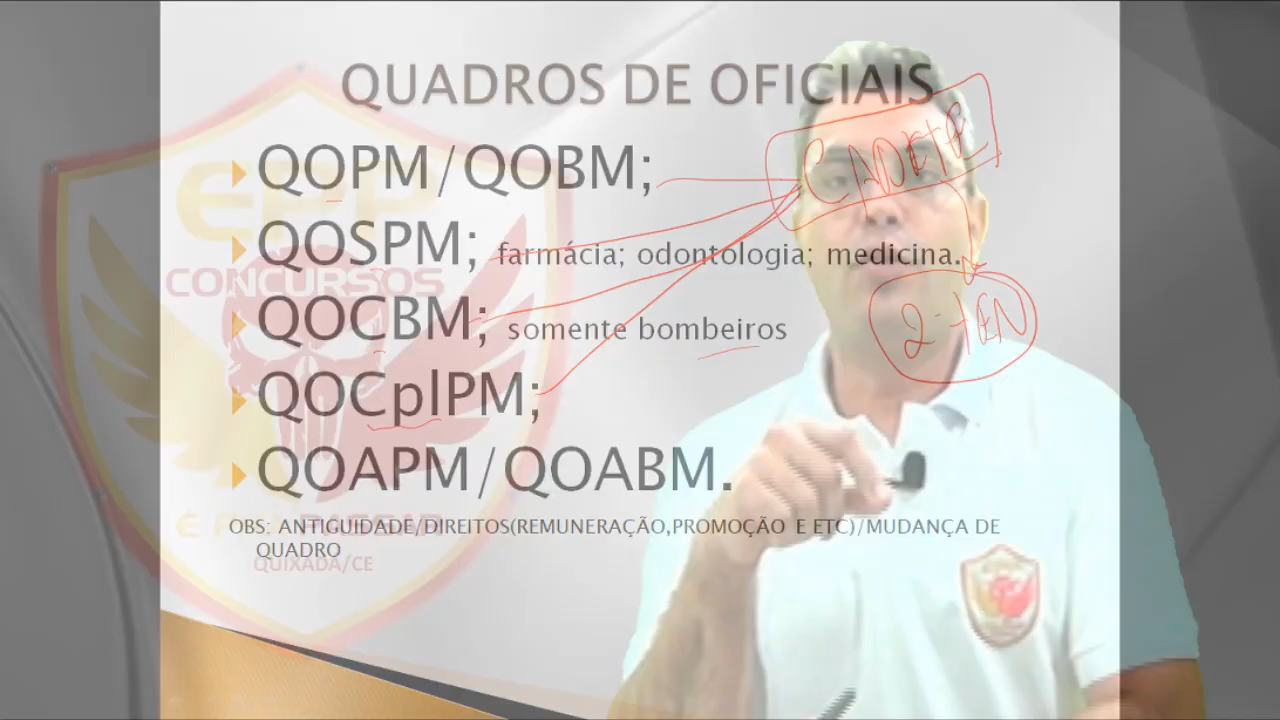 QUADROS DE OFICIAIS
QOPM/QOBM;
CADETE
QOSPM; farmácia; odontologia; medicina.
CONCURSOS
QOCBM; somente bombeiros
2º TEN
QOCplPM;
QOAPM/QOABM.
OBS: ANTIGUIDADE/DIREITOS(REMUNERAÇÃO,PROMOÇÃO E ETC)/MUDANÇA DE
QUADRO
PASSAR
QUIXADÁ/CE